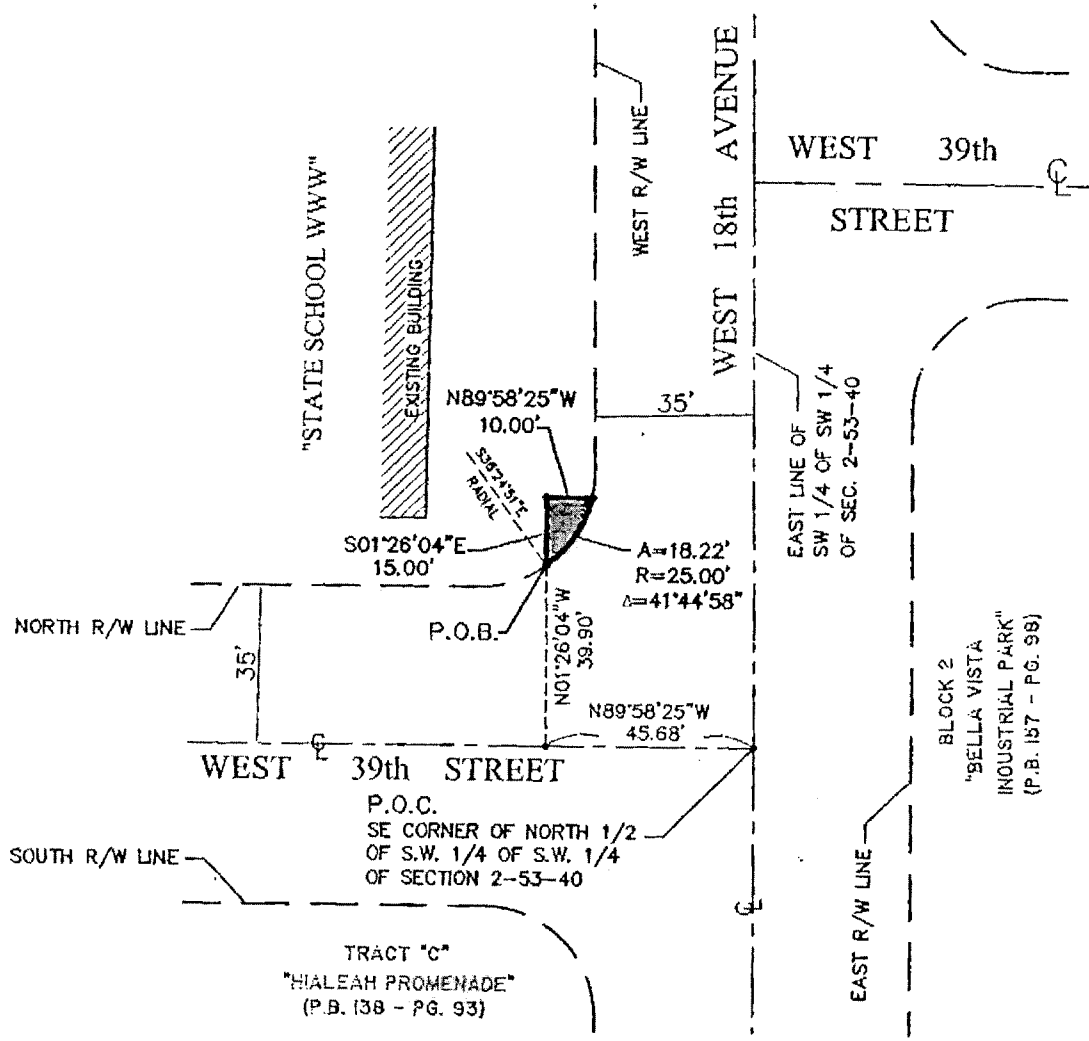 WEST 18th AVENUE
WEST R/W LINE
WEST 39th
STREET
℄
"STATE SCHOOL WWW"
EXISTING BUILDING
N89°58'25"W
10.00'
35'
EAST LINE OF
SW 1/4 OF SW 1/4
OF SEC. 2-53-40
RADIAL
S01°26'04"E
15.00'
A=18.22'
R=25.00'
Δ=41°44'58"
NORTH R/W LINE
P.O.B.
35'
N01°26'04"W
39.90'
N89°58'25"W
45.68'
BLOCK 2
"BELLA VISTA
INDUSTRIAL PARK"
(P.B. 157 - PG. 98)
℄
WEST 39th STREET
P.O.C.
SE CORNER OF NORTH 1/2
OF S.W. 1/4 OF S.W. 1/4
OF SECTION 2-53-40
SOUTH R/W LINE
℄
EAST R/W LINE
TRACT "C"
"HIALEAH PROMENADE"
(P.B. 138 - PG. 93)